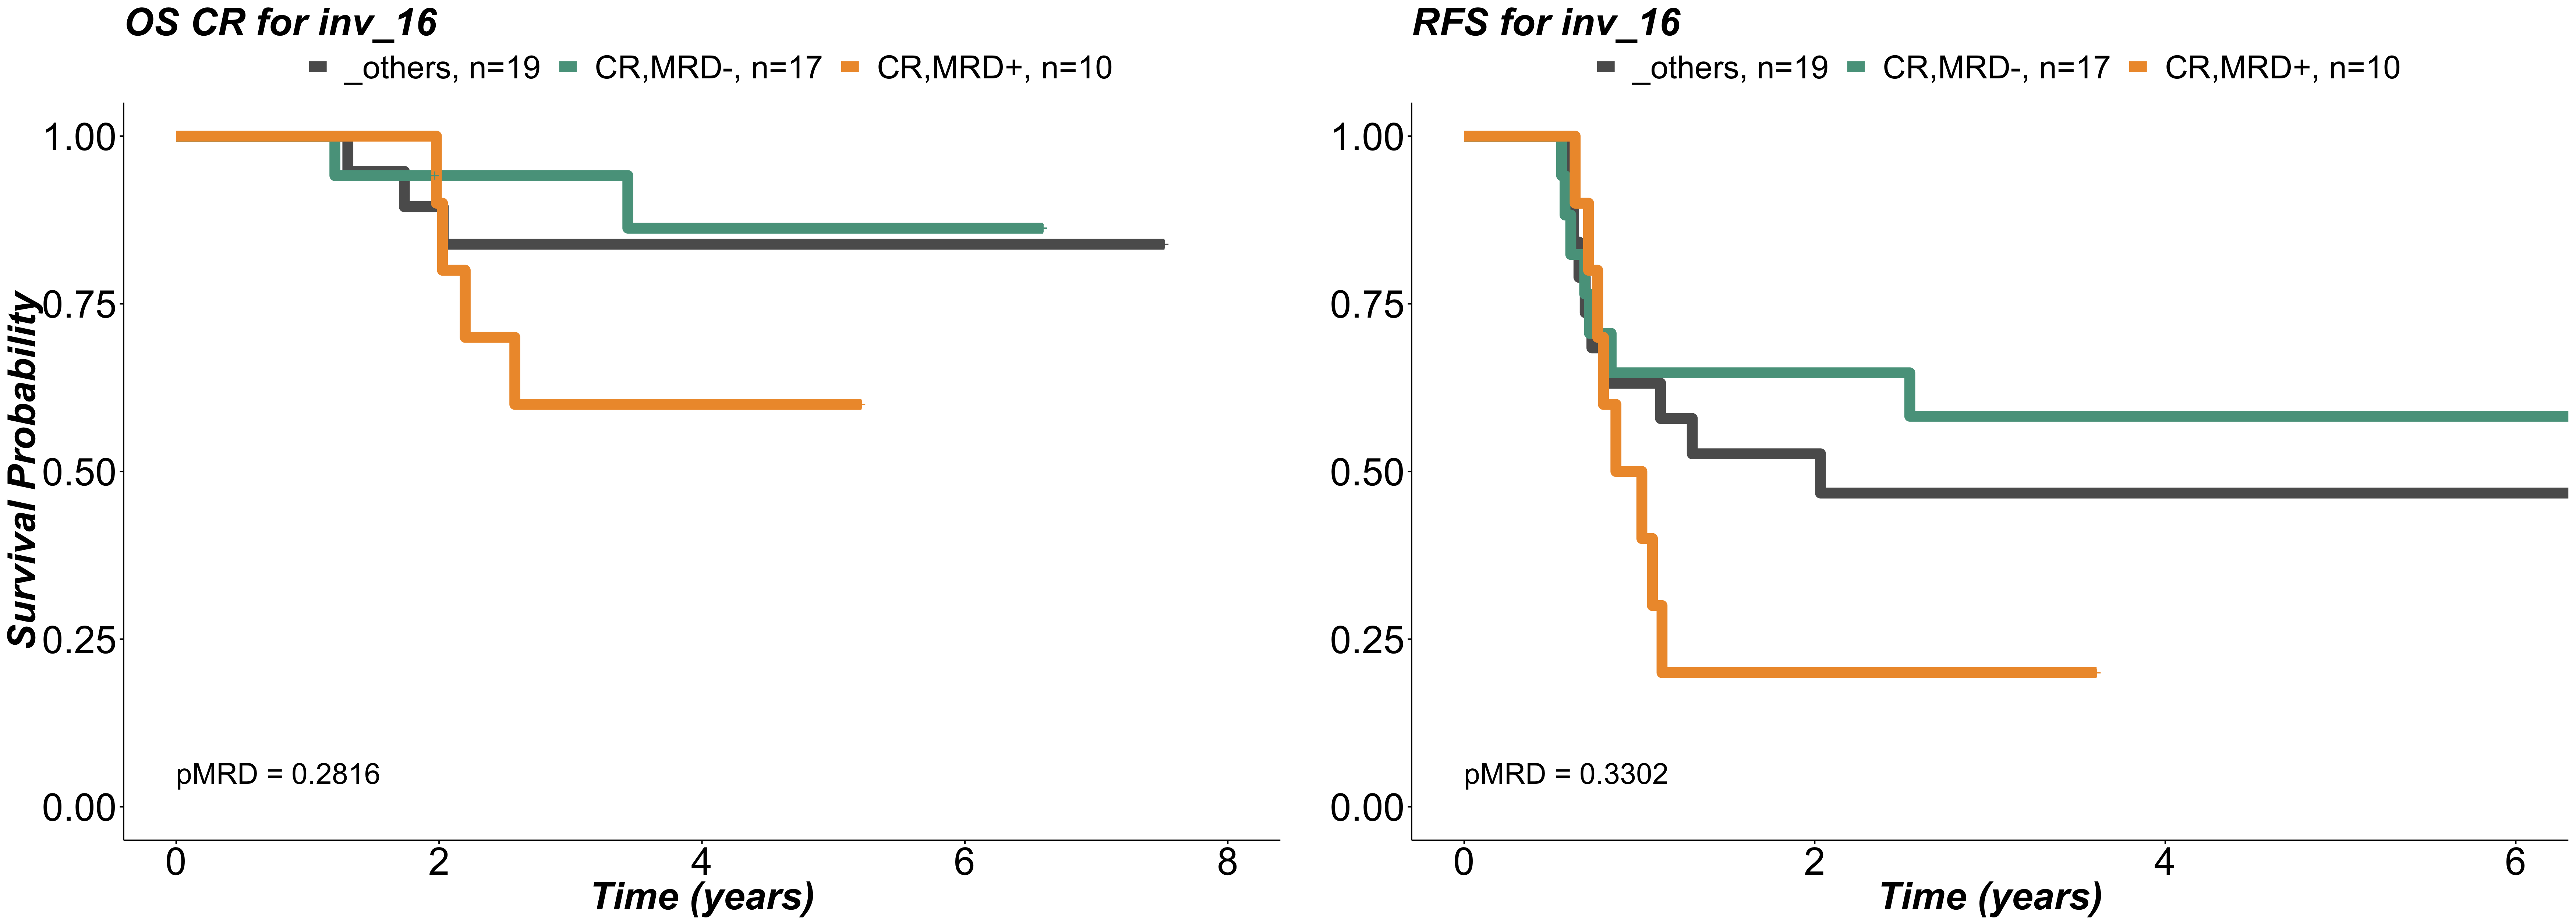 OS CR for inv_16
_others, n=19 CR,MRD-, n=17 CR,MRD+, n=10
Survival Probability
1.00
0.75
0.50
0.25
0.00
pMRD = 0.2816
0 2 4 6 8
Time (years)
RFS for inv_16
_others, n=19 CR,MRD-, n=17 CR,MRD+, n=10
1.00
0.75
0.50
0.25
0.00
pMRD = 0.3302
0 2 4 6
Time (years)